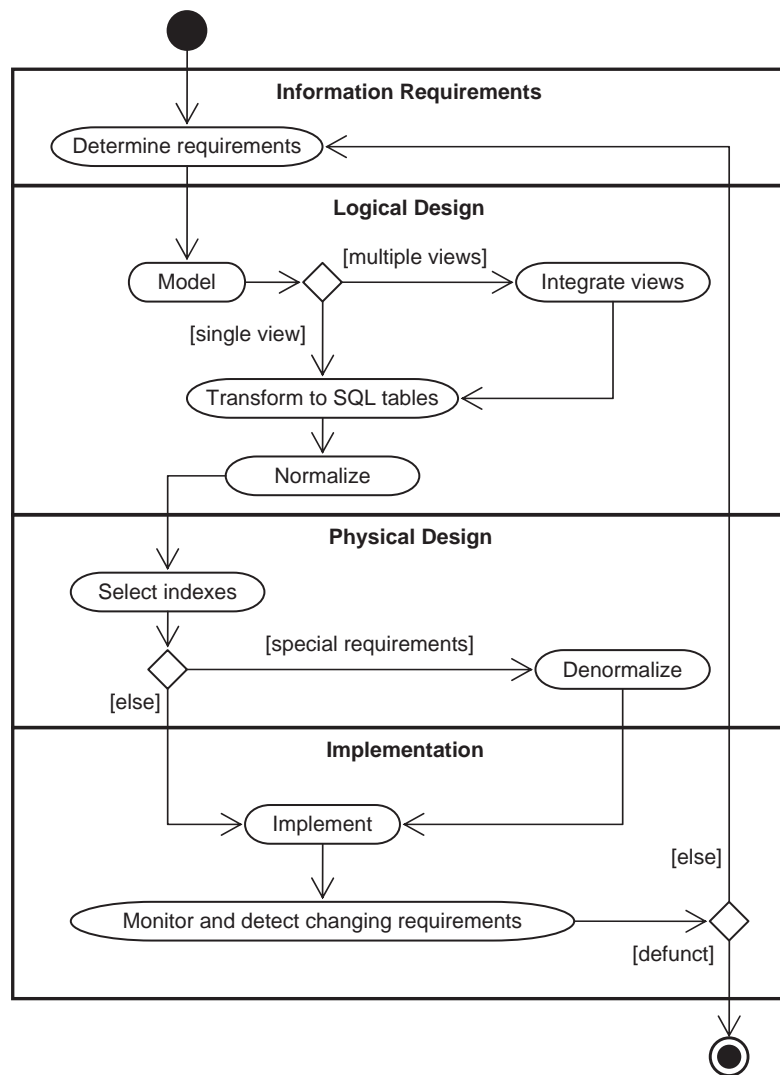 Information Requirements
Determine requirements
Logical Design
[multiple views]
Model
Integrate views
[single view]
Transform to SQL tables
Normalize
Physical Design
Select indexes
[special requirements]
Denormalize
[else]
Implementation
Implement
[else]
Monitor and detect changing requirements
[defunct]